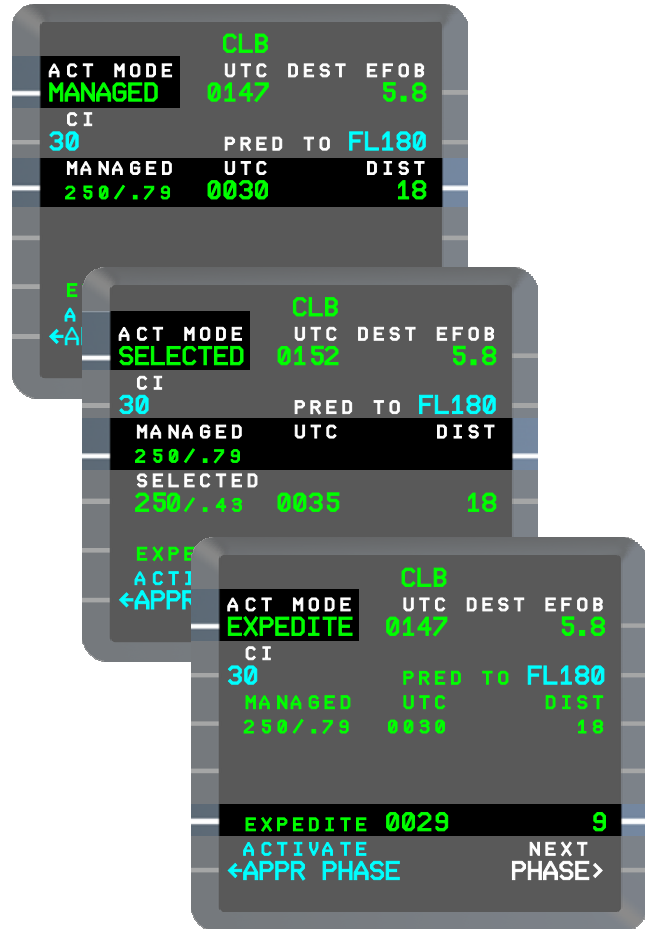 CLB
ACT MODE UTC DEST EFOB
MANAGED 0147 5.8
CI
30 PRED TO FL180
MANAGED UTC DIST
250/.79 0030 18
E
A
←A
CLB
ACT MODE UTC DEST EFOB
SELECTED 0152 5.8
CI
30 PRED TO FL180
MANAGED UTC DIST
250/.79
SELECTED
250/.43 0035 18
EXPE
ACTI
←APPR
CLB
ACT MODE UTC DEST EFOB
EXPEDITE 0147 5.8
CI
30 PRED TO FL180
MANAGED UTC DIST
250/.79 0030 18
EXPEDITE 0029 9
ACTIVATE NEXT
←APPR PHASE PHASE>